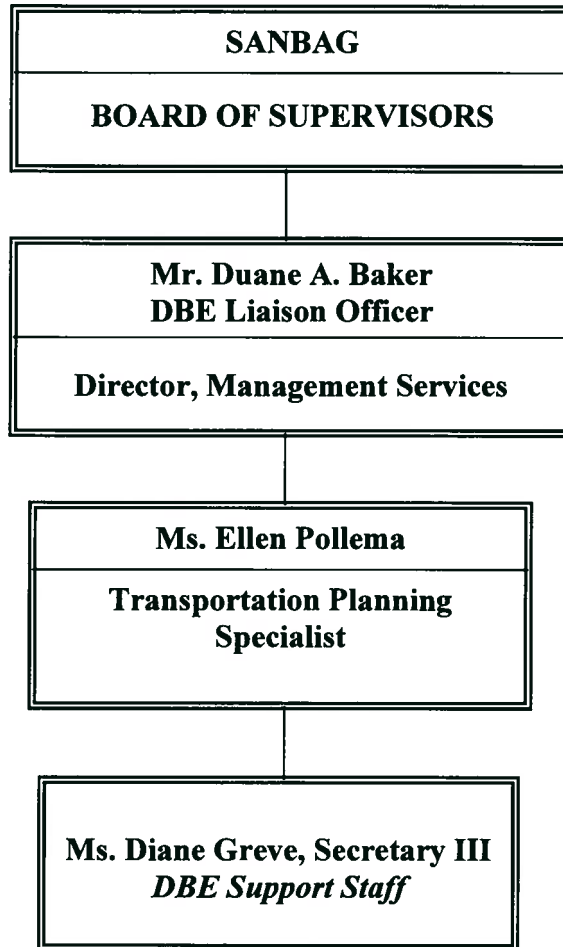 SANBAG
BOARD OF SUPERVISORS
Mr. Duane A. Baker
DBE Liaison Officer
Director, Management Services
Ms. Ellen Pollema
Transportation Planning
Specialist
Ms. Diane Greve, Secretary III
DBE Support Staff